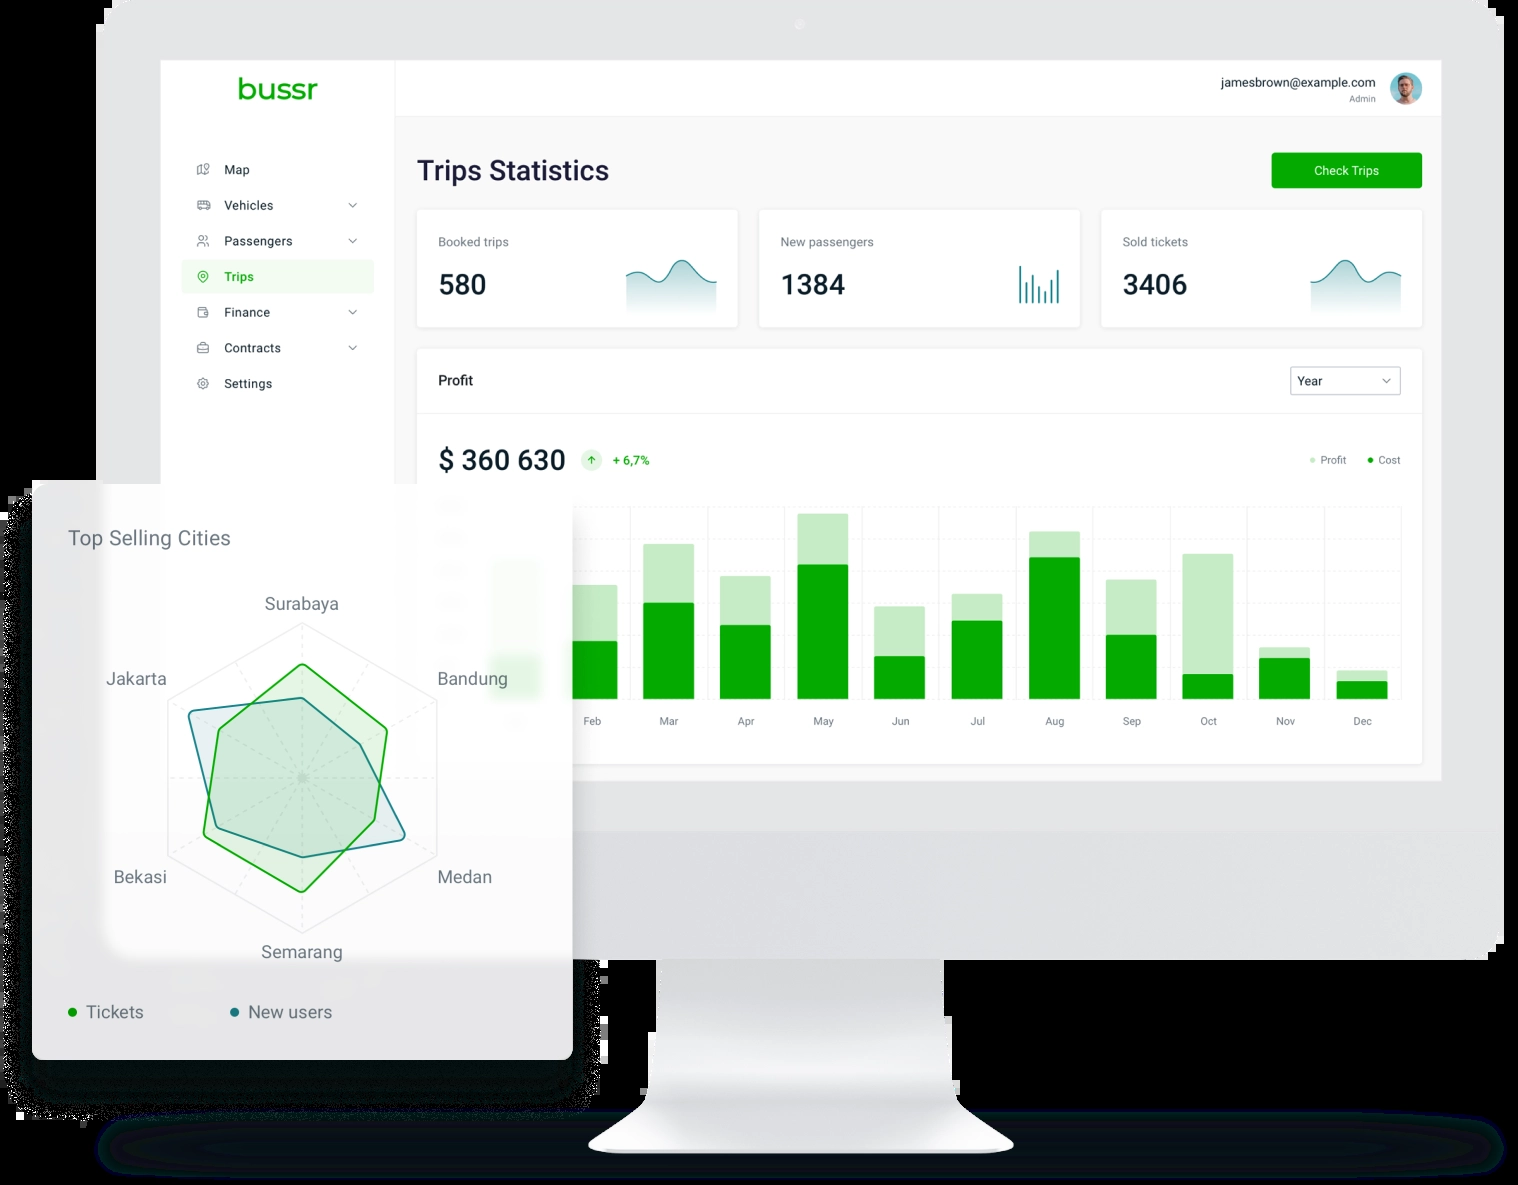 bussr
jamesbrown@example.com
Admin
Map
Vehicles
Passengers
Trips
Finance
Contracts
Settings
Trips Statistics
Check Trips
Booked trips
580
New passengers
1384
Sold tickets
3406
Profit
Year
$ 360 630
+ 6,7%
Profit
Cost
Feb
Mar
Apr
May
Jun
Jul
Aug
Sep
Oct
Nov
Dec
Top Selling Cities
Surabaya
Jakarta
Bandung
Bekasi
Medan
Semarang
Tickets
New users